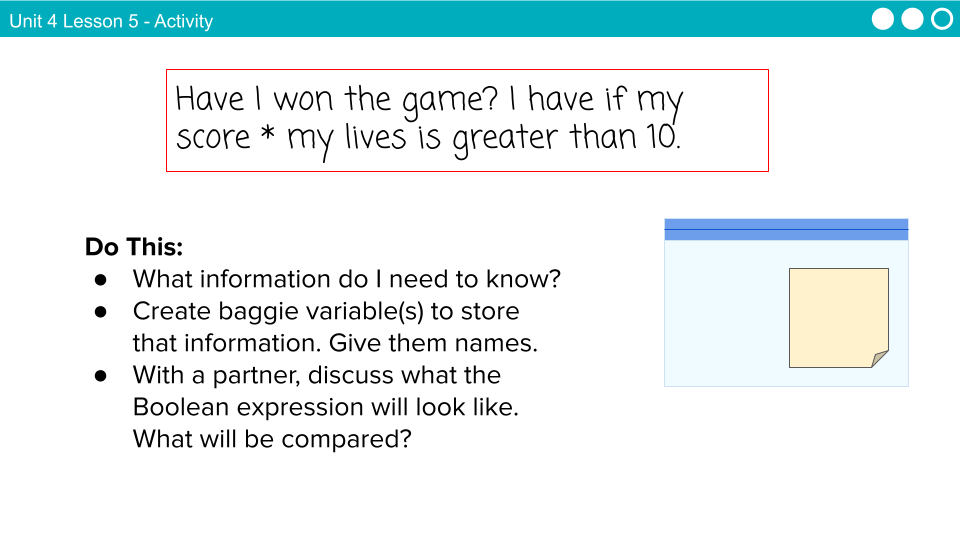 Unit 4 Lesson 5 - Activity
Have I won the game? I have if my
score * my lives is greater than 10.
Do This:
● What information do I need to know?
● Create baggie variable(s) to store
that information. Give them names.
● With a partner, discuss what the
Boolean expression will look like.
What will be compared?